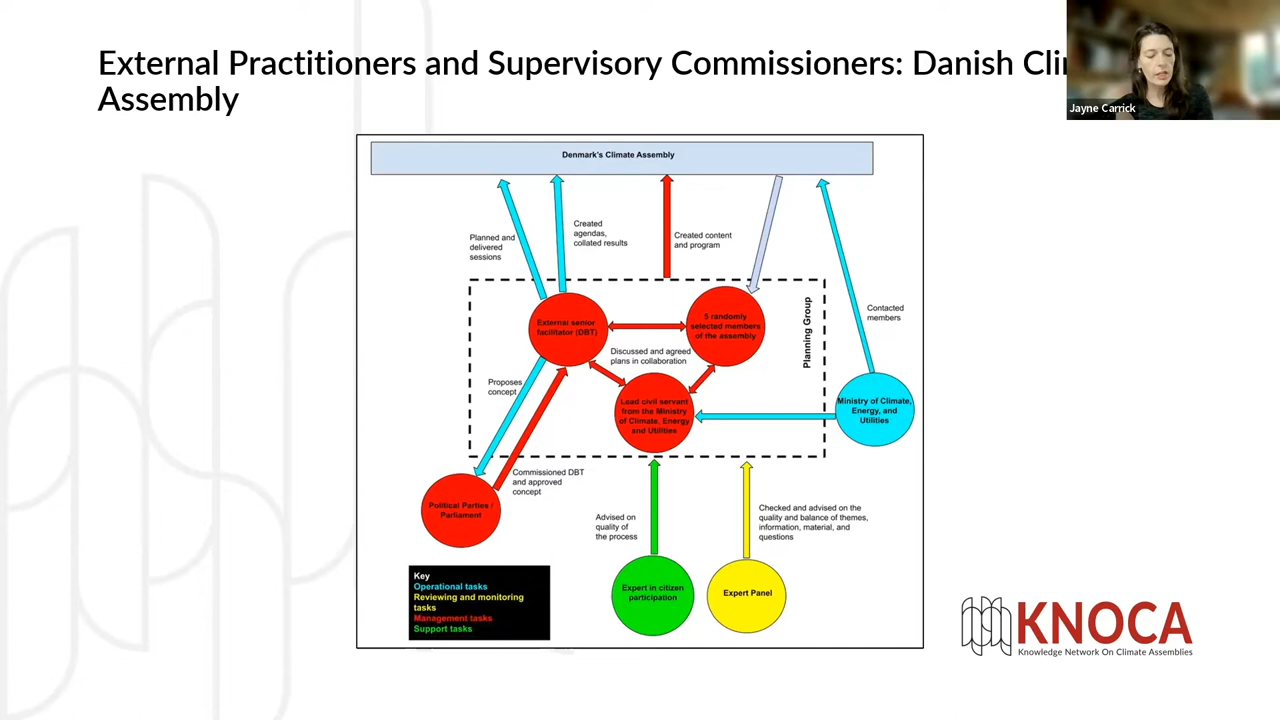 External Practitioners and Supervisory Commissioners: Danish
Assembly
Jayne Carrick
Denmark's Climate Assembly
Planned and
delivered
sessions
Created
agendas,
collated results
Created content
and program
Contacted
members
External senior
facilitator (DBT)
5 randomly
selected members
of the assembly
Planning Group
Discussed and agreed
plans in collaboration
Proposes
concept
Lead civil servant
from the Ministry
of Climate, Energy
and Utilities
Ministry of Climate,
Energy, and
Utilities
Commissioned DBT
and approved
concept
Political Parties /
Parliament
Advised on
quality of
the process
Checked and advised on the
quality and balance of themes,
information, material, and
questions
Expert in citizen
participation
Expert Panel
Key
Operational tasks
Reviewing and monitoring
tasks
Management tasks
Support tasks
KNOCA
Knowledge Network On Climate Assemblies